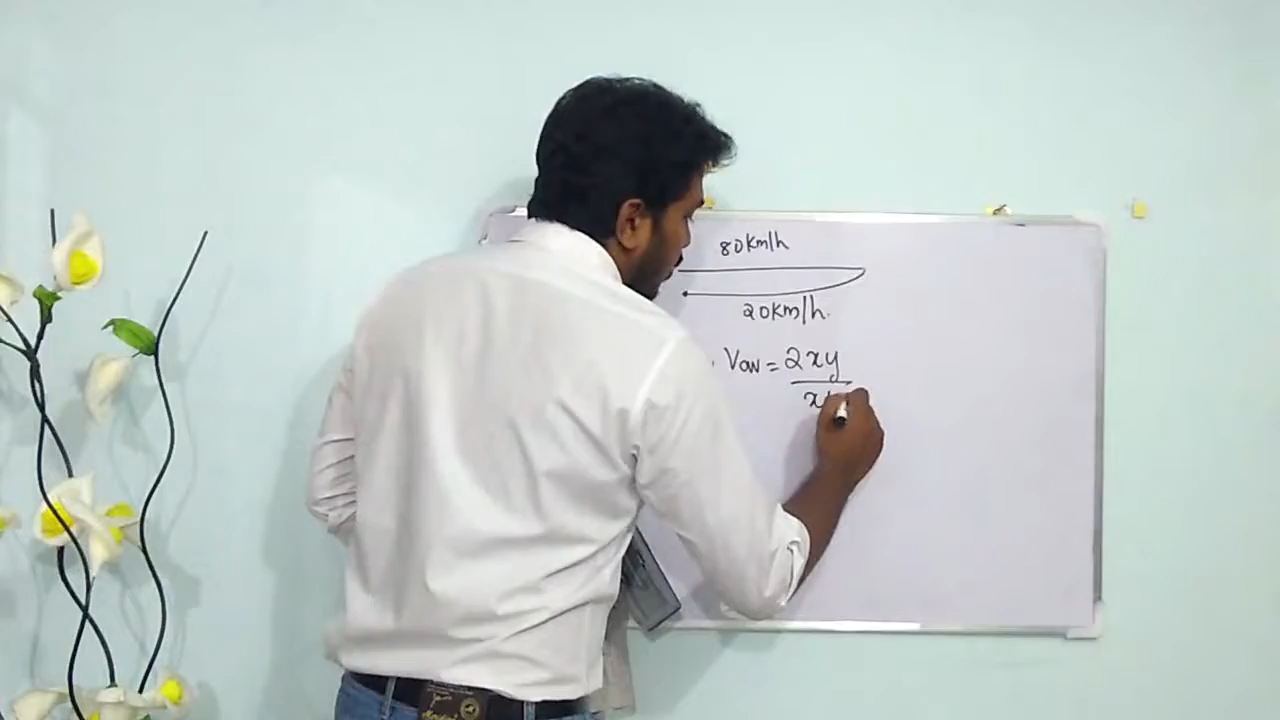 80km/h
20km/h.
Vav = 2xy
x